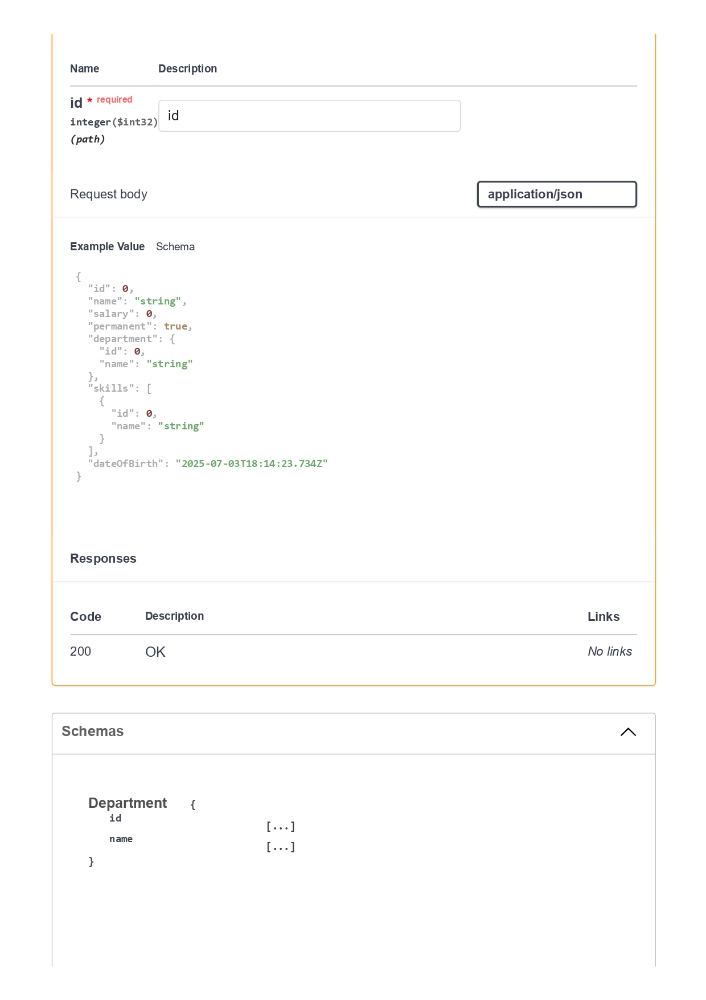 Name Description
id * required
id
integer($int32)
(path)
Request body application/json
Example Value Schema
{
  "id": 0,
  "name": "string",
  "salary": 0,
  "permanent": true,
  "department": {
    "id": 0,
    "name": "string"
  },
  "skills": [
    {
      "id": 0,
      "name": "string"
    }
  ],
  "dateOfBirth": "2025-07-03T18:14:23.734Z"
}
Responses
Code Description Links
200 OK No links
Schemas
Department {
id
[...]
name
[...]
}